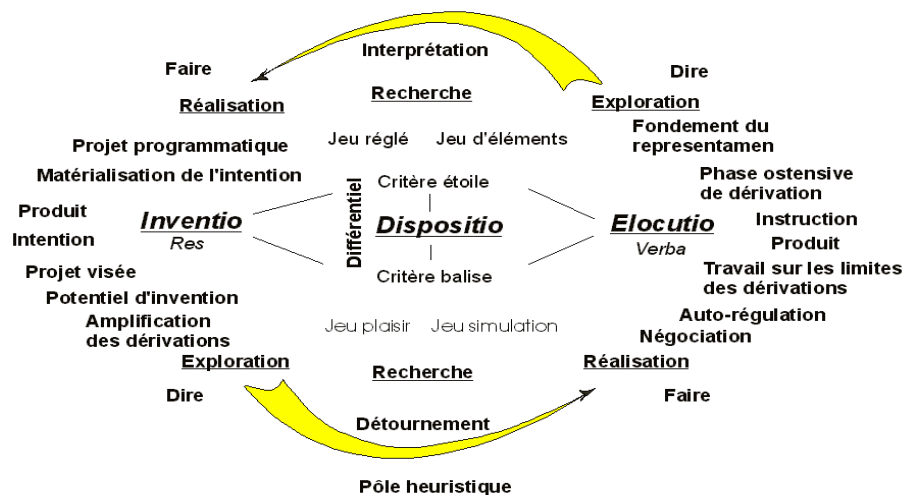 Interprétation
Faire
Dire
Recherche
Réalisation
Exploration
Fondement du
representamen
Projet programmatique
Jeu réglé
Jeu d'éléments
Matérialisation de l'intention
Critère étoile
Phase ostensive
de dérivation
Produit
Intention
Inventio
Res
Différentiel
Dispositio
Elocutio
Verba
Instruction
Produit
Projet visée
Critère balise
Travail sur les limites
des dérivations
Potentiel d'invention
Amplification
des dérivations
Jeu plaisir
Jeu simulation
Auto-régulation
Négociation
Exploration
Recherche
Réalisation
Dire
Faire
Détournement
Pôle heuristique